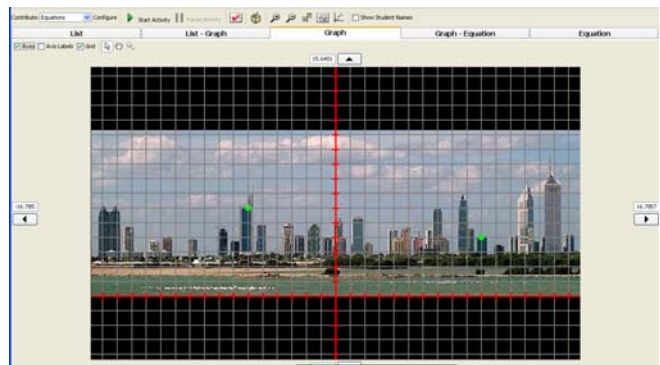 Contribute: Equations Configure Start Activity Pause Activity Show Student Names
List List - Graph Graph Graph - Equation Equation
Axes Axis Labels Grid
15.6401
-16.785 16.7857